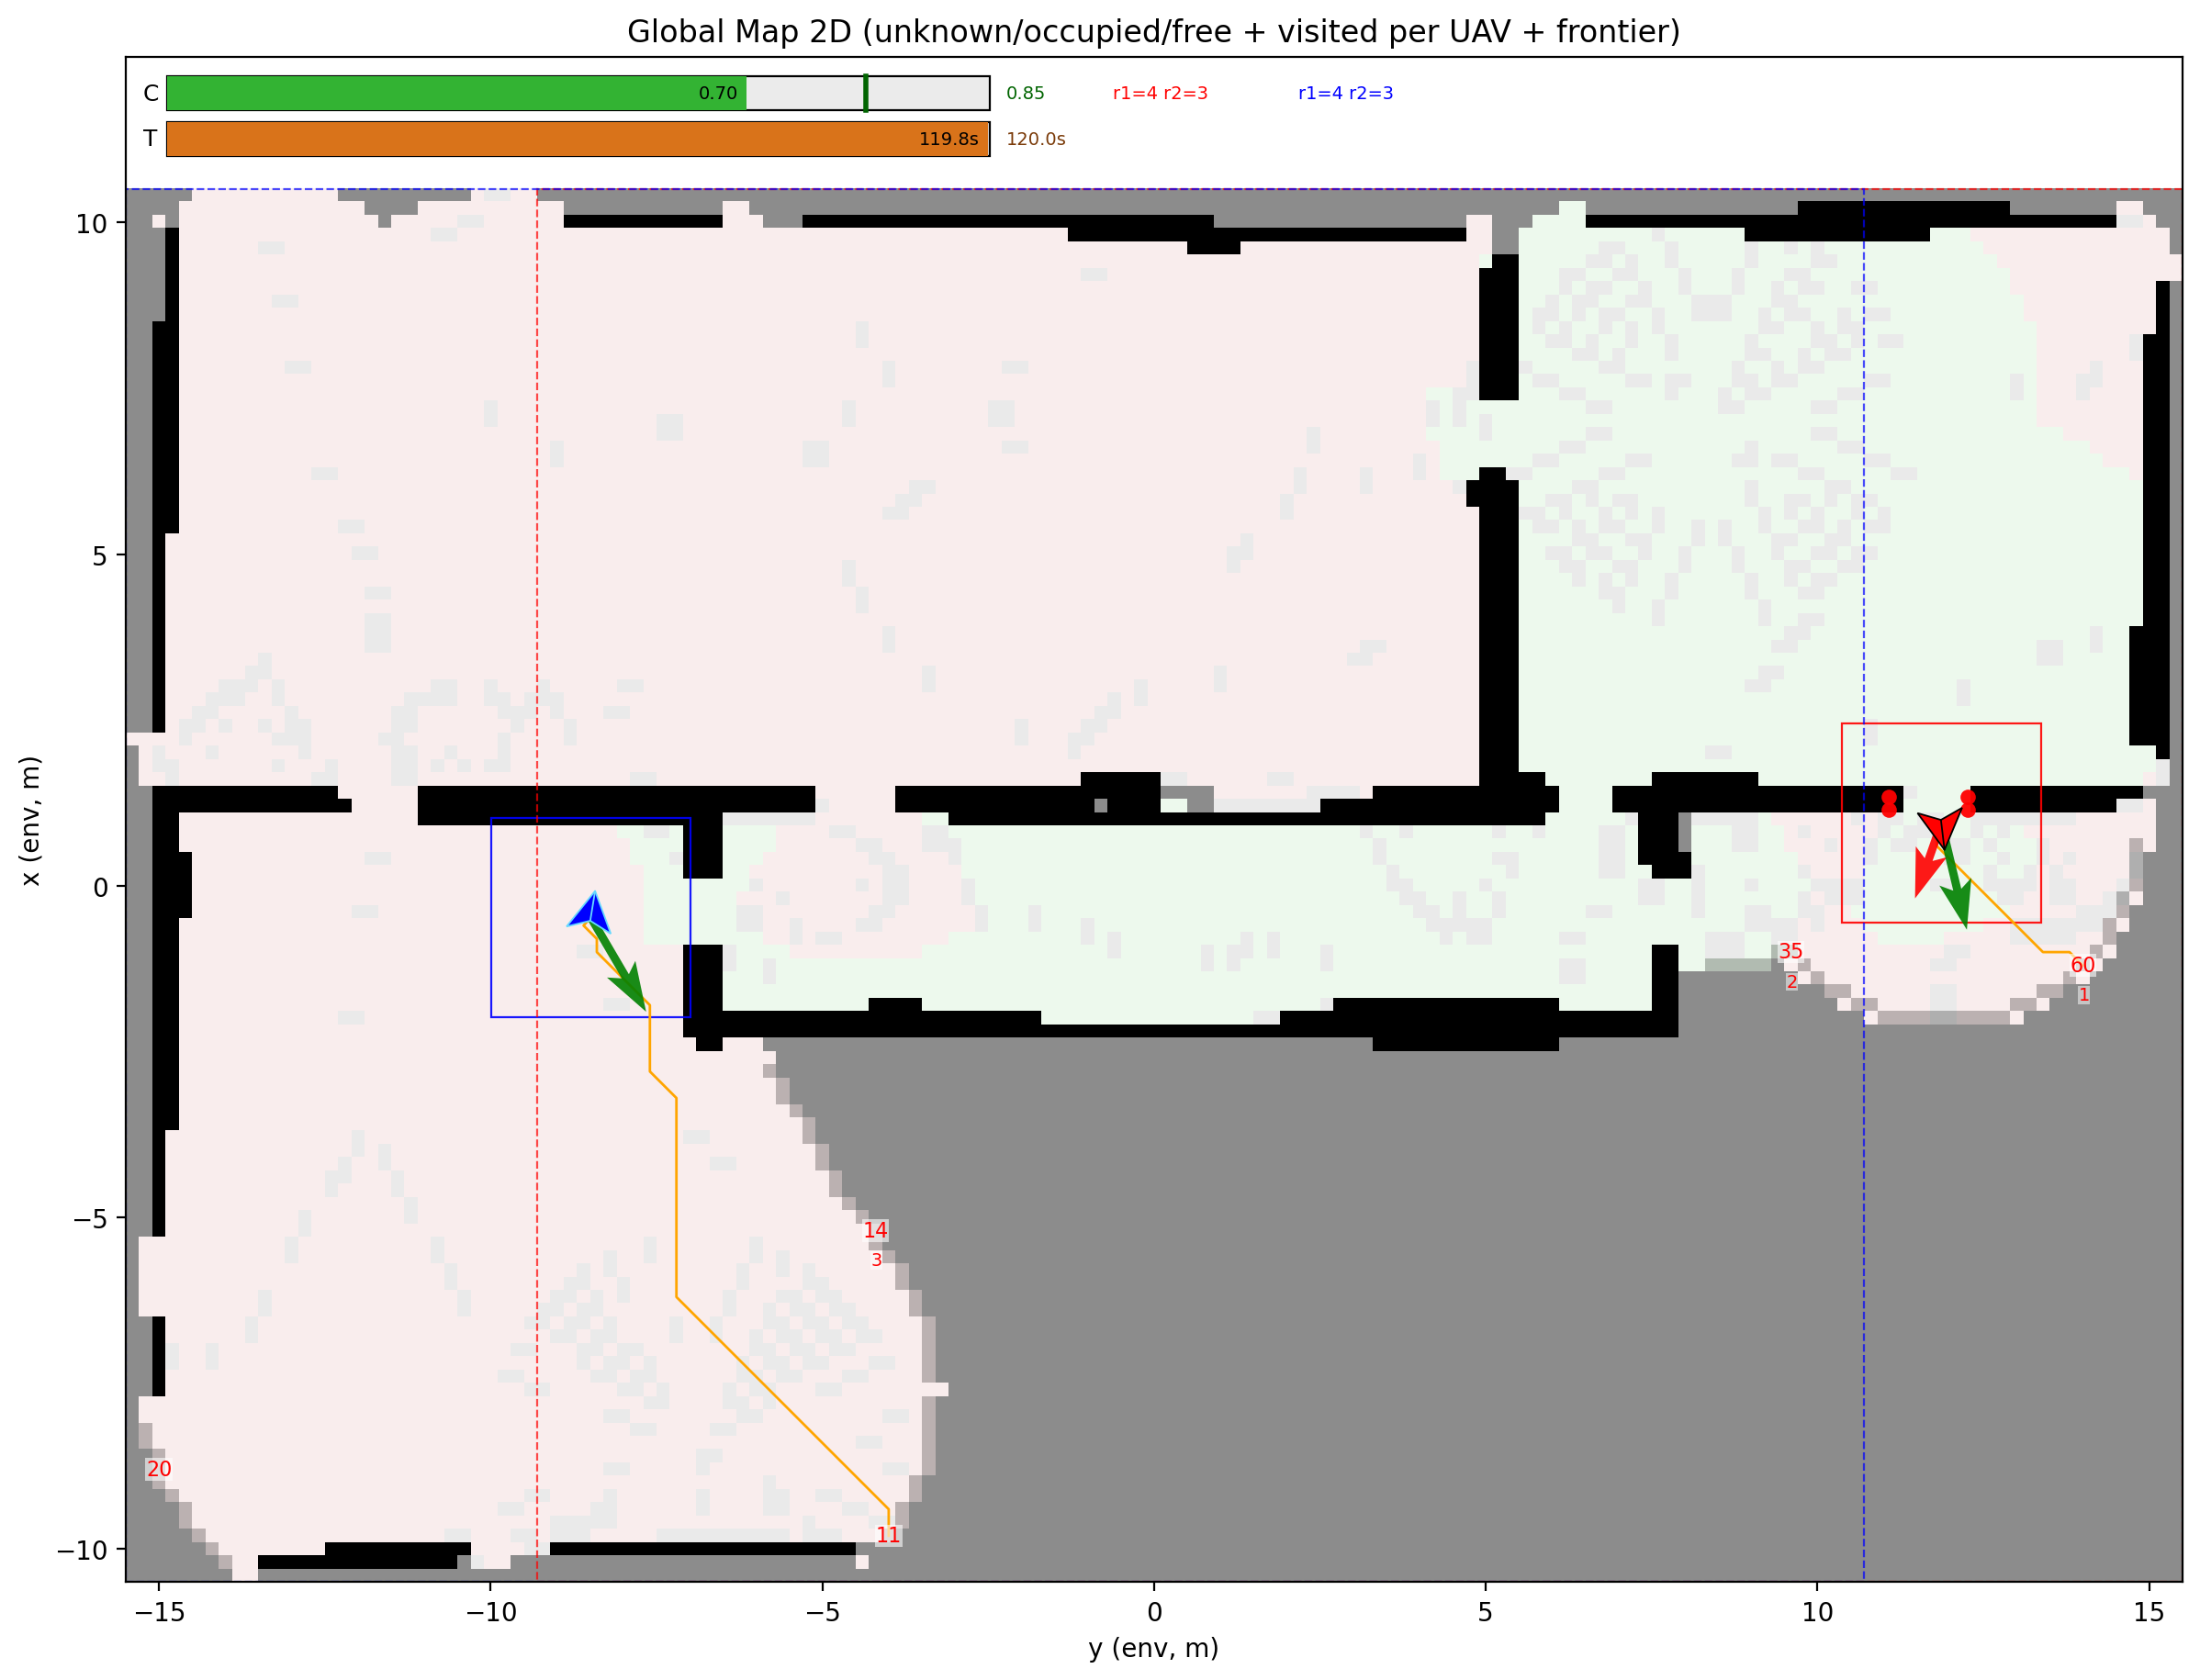 Global Map 2D (unknown/occupied/free + visited per UAV + frontier)
C 0.70 0.85 r1=4 r2=3 r1=4 r2=3
T 119.8s 120.0s
10
5
0
−5
−10
x (env, m)
35
2
60
1
14
3
20
11
−15 −10 −5 0 5 10 15
y (env, m)